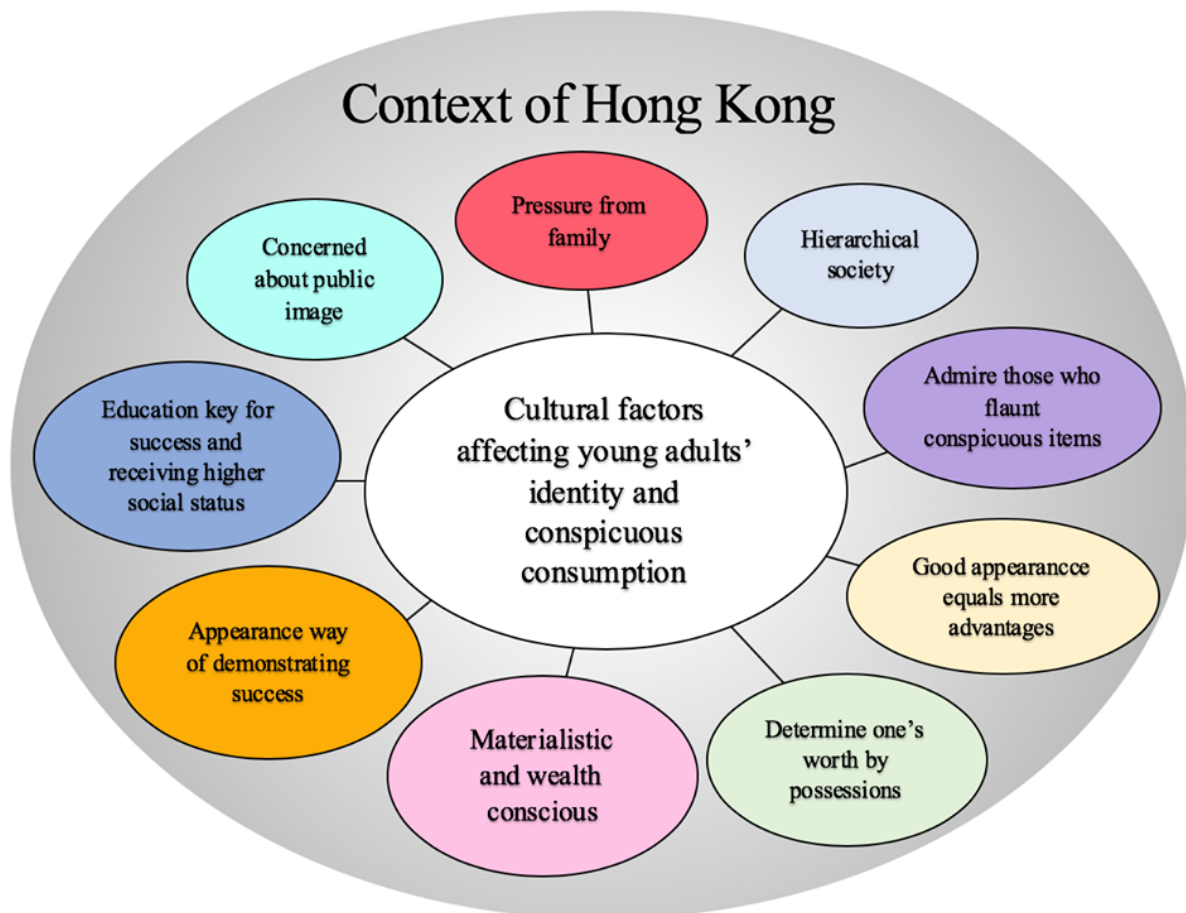 Context of Hong Kong
Pressure from
family
Concerned
about public
image
Hierarchical
society
Education key for
success and
receiving higher
social status
Cultural factors
affecting young adults’
identity and
conspicuous
consumption
Admire those who
flaunt
conspicuous items
Good appearancce
equals more
advantages
Appearance way
of demonstrating
success
Materialistic
and wealth
conscious
Determine one’s
worth by
possessions